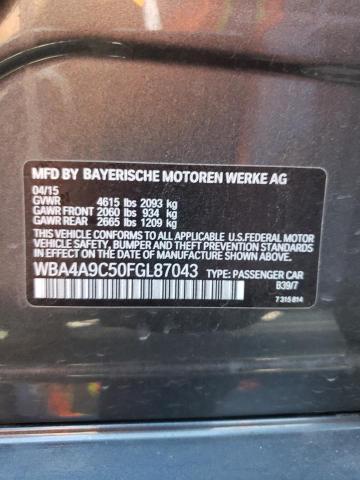 MFD BY BAYERISCHE MOTOREN WERKE AG
04/15
GVWR 4615 lbs 2093 kg
GAWR FRONT 2060 lbs 934 kg
GAWR REAR 2665 lbs 1209 kg
THIS VEHICLE CONFORMS TO ALL APPLICABLE U.S.FEDERAL MOTOR
VEHICLE SAFETY, BUMPER, AND THEFT PREVENTION STANDARDS
IN EFFECT ON THE DATE OF MANUFACTURE SHOWN ABOVE.
WBA4A9C50FGL87043 TYPE: PASSENGER CAR
B39/7
7 315 814